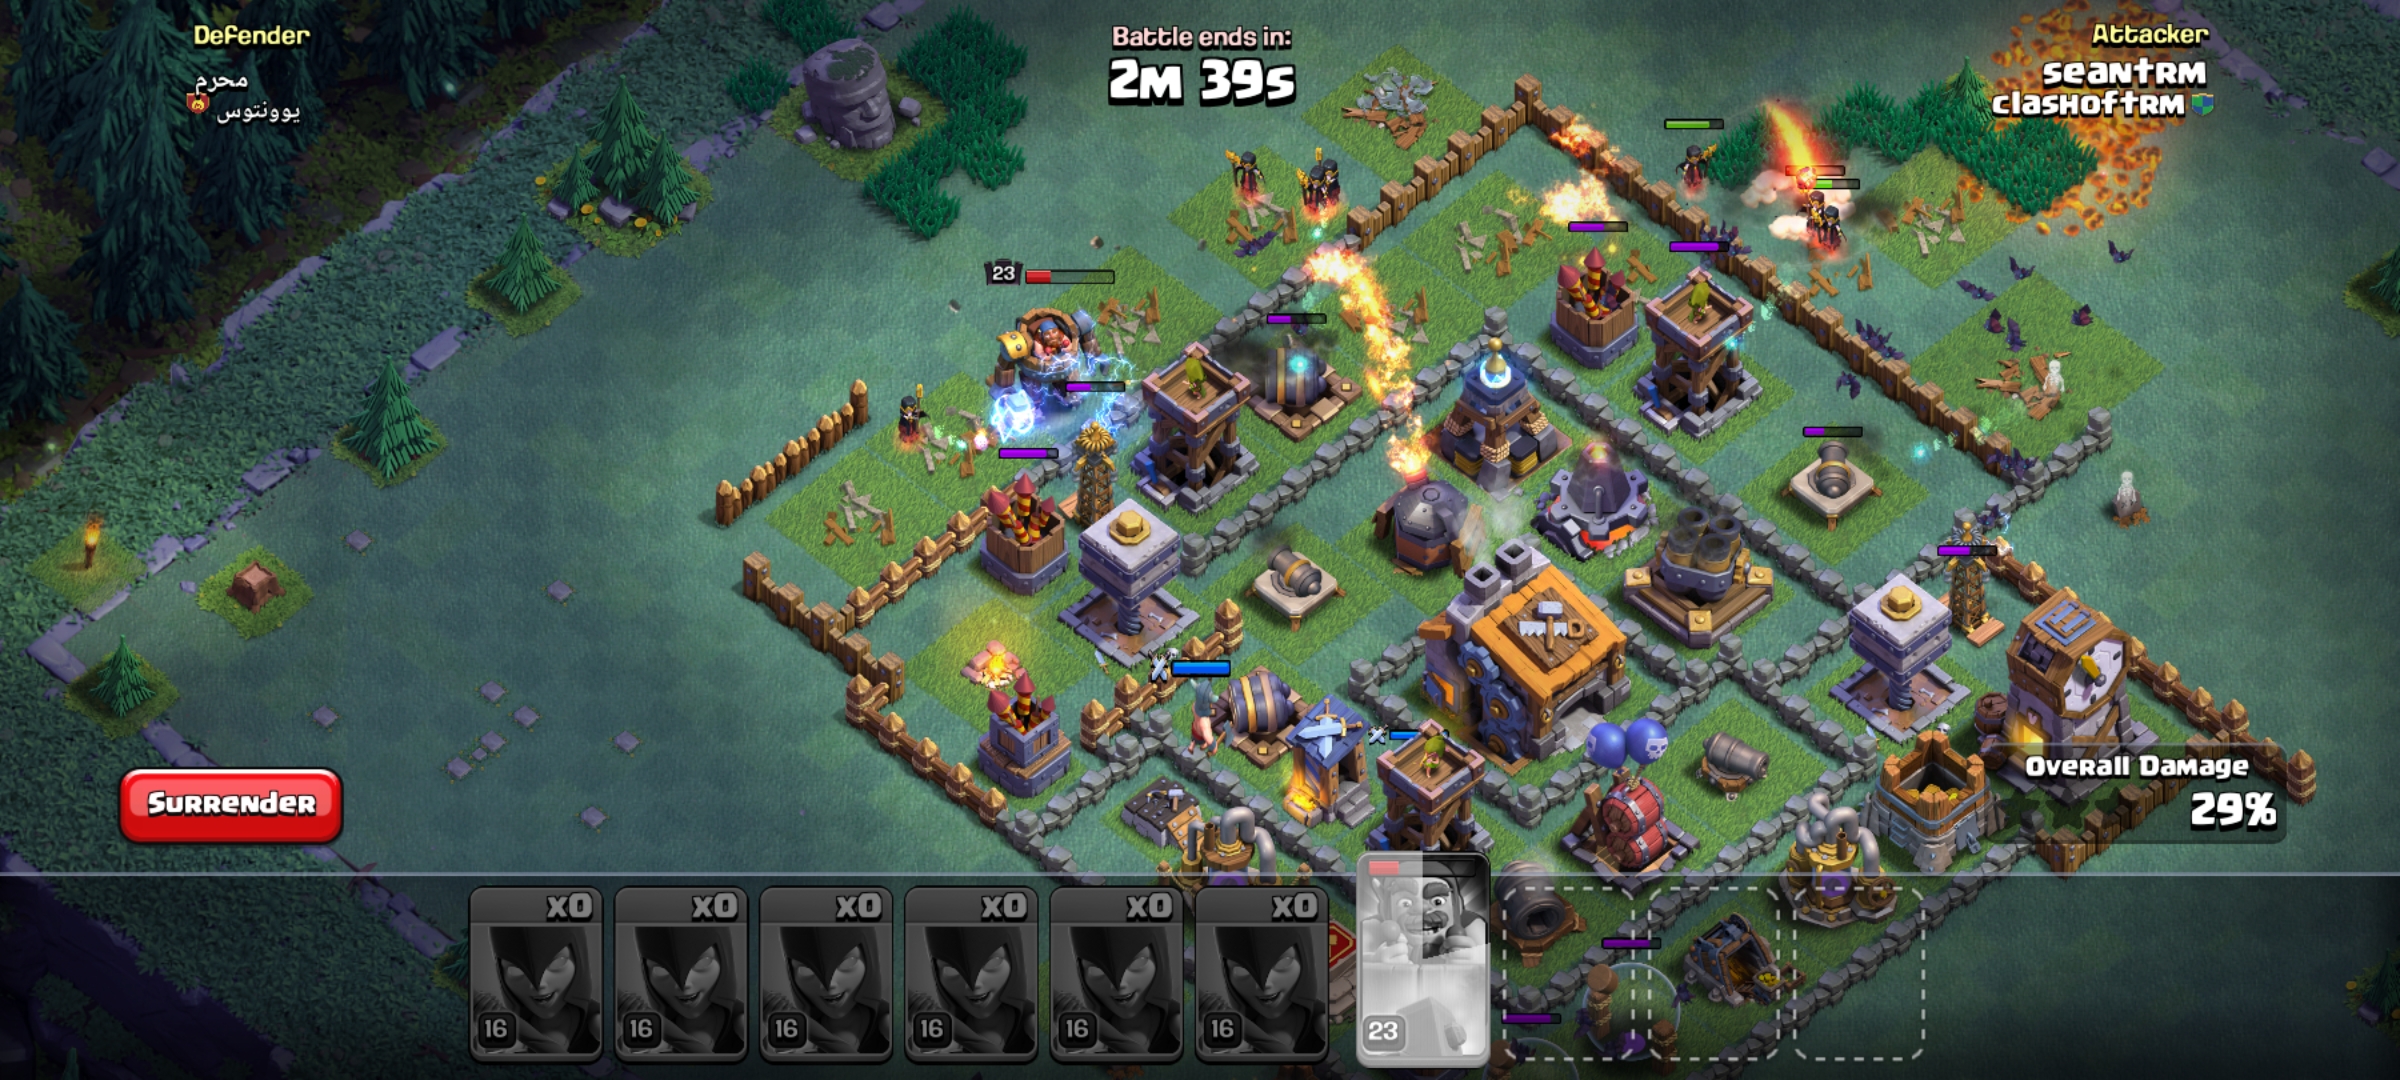 Defender
محرم
يوونتوس
Battle ends in:
2M 39s
Attacker
seantRM
clashoftRM
23
Surrender
Overall Damage
29%
x0
x0
x0
x0
x0
x0
16
16
16
16
16
16
23